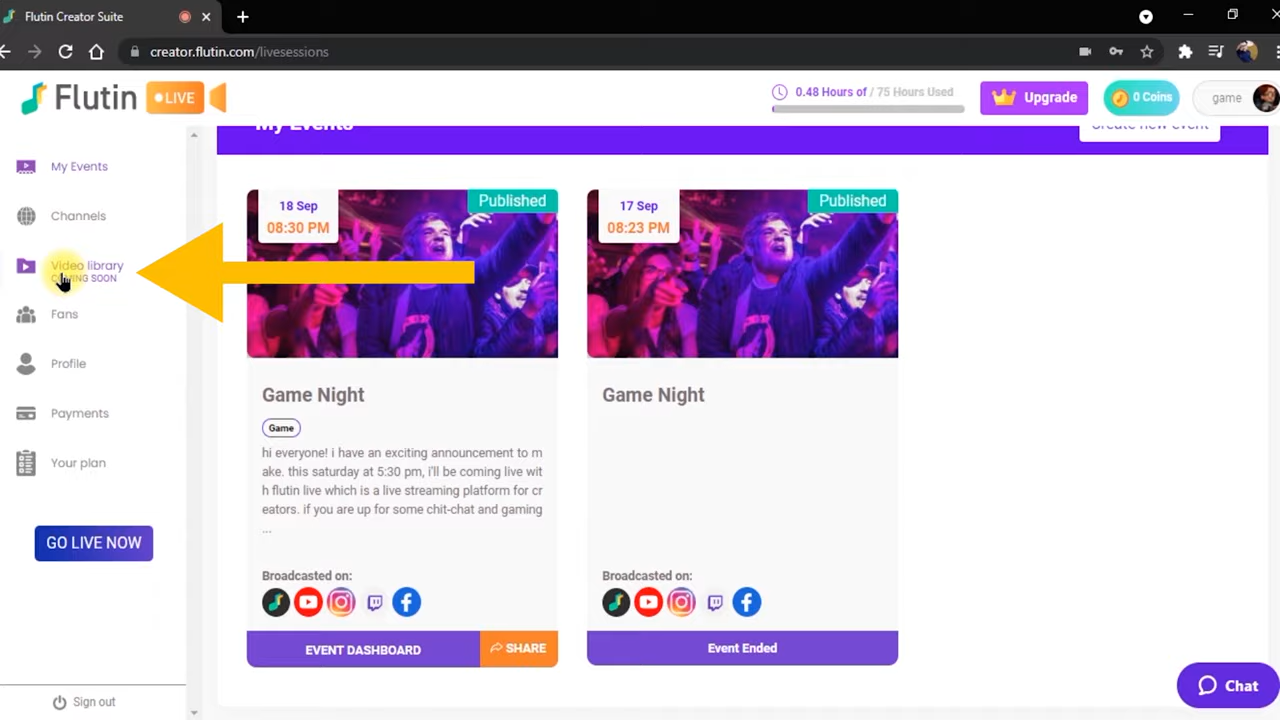 Flutin Creator Suite
creator.flutin.com/livesessions
Flutin LIVE
0.48 Hours of / 75 Hours Used
Upgrade
0 Coins
game
My Events
Channels
Video library
COMING SOON
Fans
Profile
Payments
Your plan
GO LIVE NOW
Sign out
My Events
Create new event
18 Sep
08:30 PM
Published
Game Night
Game
hi everyone! i have an exciting announcement to m
ake. this saturday at 5:30 pm, i'll be coming live wit
h flutin live which is a live streaming platform for cr
eators. if you are up for some chit-chat and gaming
...
Broadcasted on:
EVENT DASHBOARD
SHARE
17 Sep
08:23 PM
Published
Game Night
Broadcasted on:
Event Ended
Chat